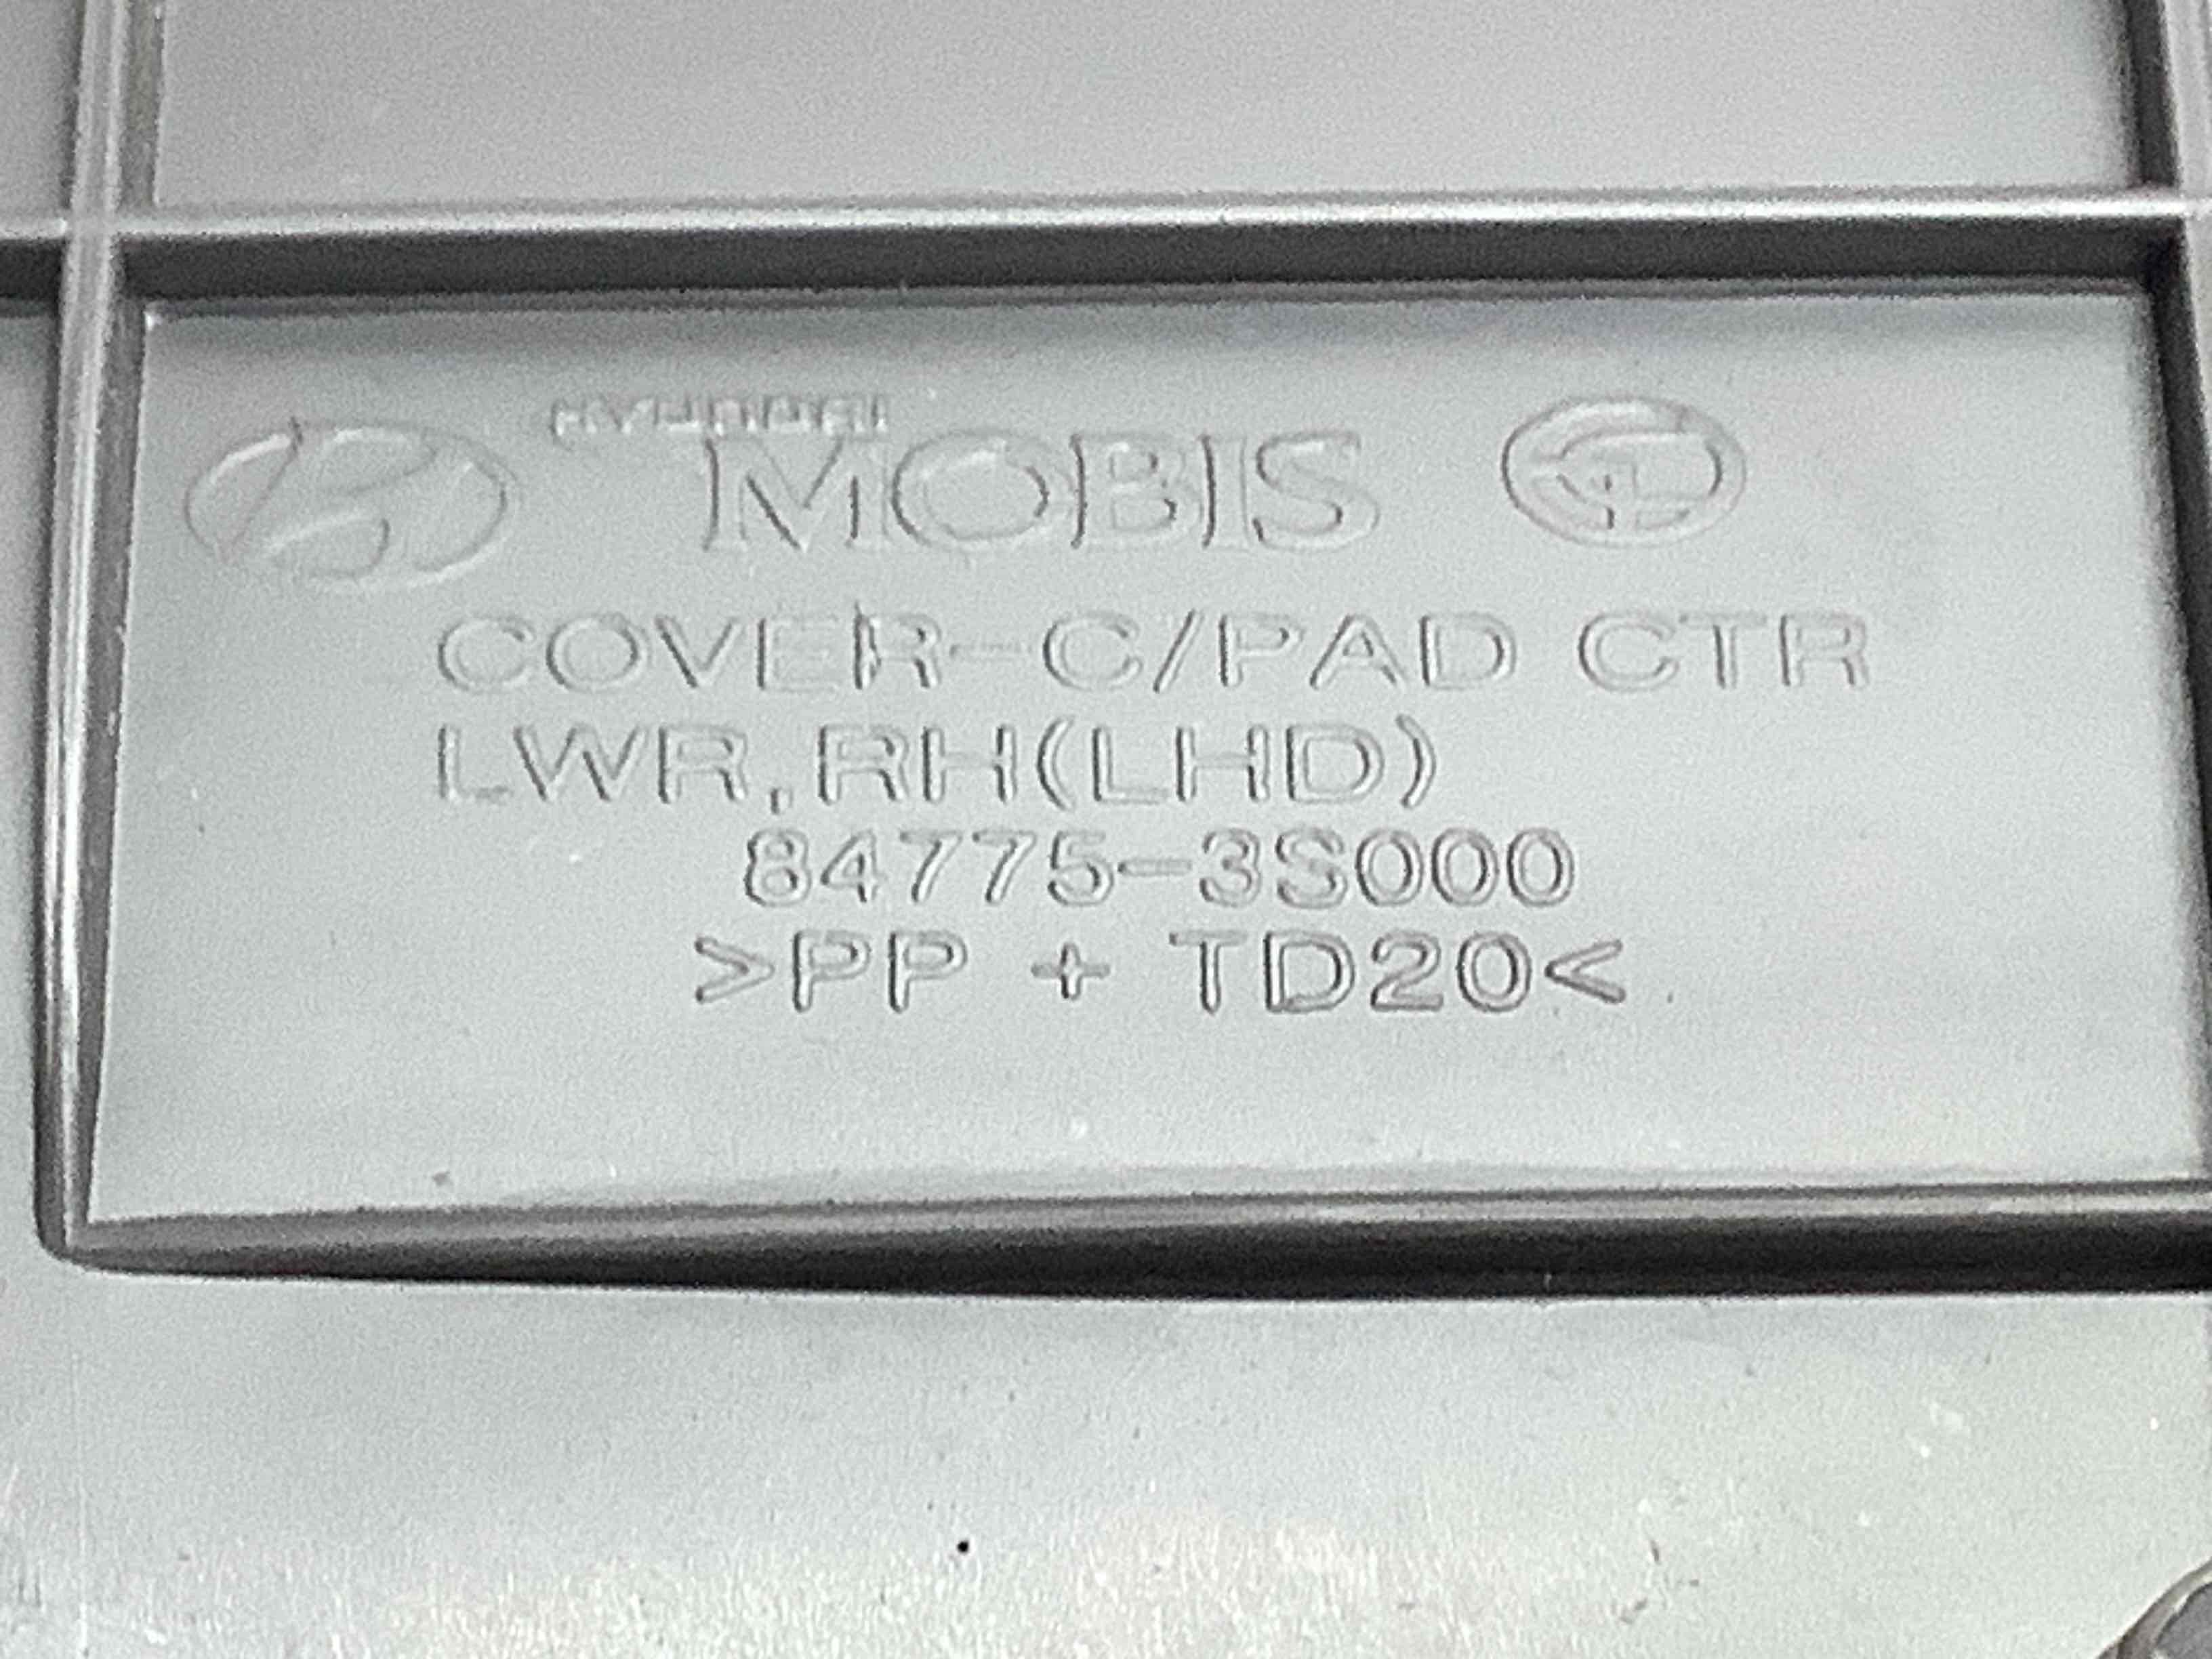 HYUNDAI
MOBIS
COVER-C/PAD CTR
LWR,RH(LHD)
84775-3S000
>PP + TD20<